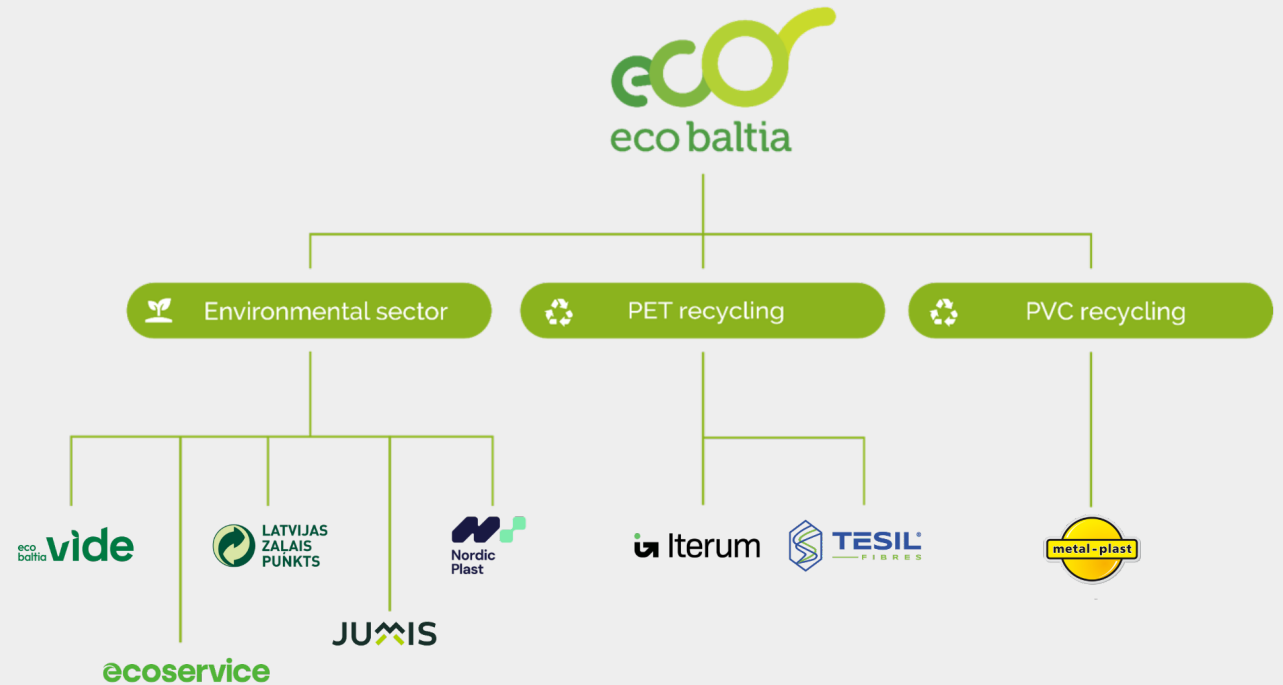 eco
eco baltia
Environmental sector
PET recycling
PVC recycling
eco baltia vide
LATVIJAS
ZAĻAIS
PUNKTS
Nordic
Plast
Iterum
TESIL
FIBRES
metal-plast
JUMIS
ecoservice